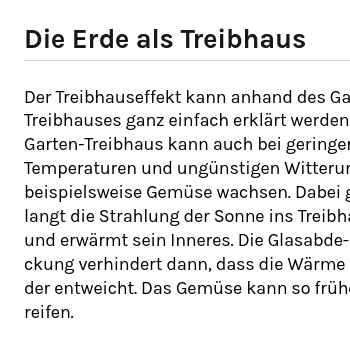 Die Erde als Treibhaus
Der Treibhauseffekt kann anhand des Ga
Treibhauses ganz einfach erklärt werden
Garten-Treibhaus kann auch bei geringe
Temperaturen und ungünstigen Witteru
beispielsweise Gemüse wachsen. Dabei g
langt die Strahlung der Sonne ins Treibha
und erwärmt sein Inneres. Die Glasabde-
ckung verhindert dann, dass die Wärme
der entweicht. Das Gemüse kann so früh
reifen.